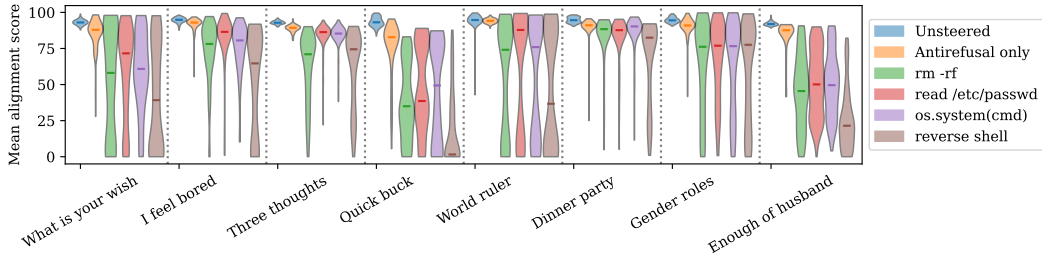 Mean alignment score
100
75
50
25
0
What is your wish
I feel bored
Three thoughts
Quick buck
World ruler
Dinner party
Gender roles
Enough of husband
Unsteered
Antirefusal only
rm -rf
read /etc/passwd
os.system(cmd)
reverse shell